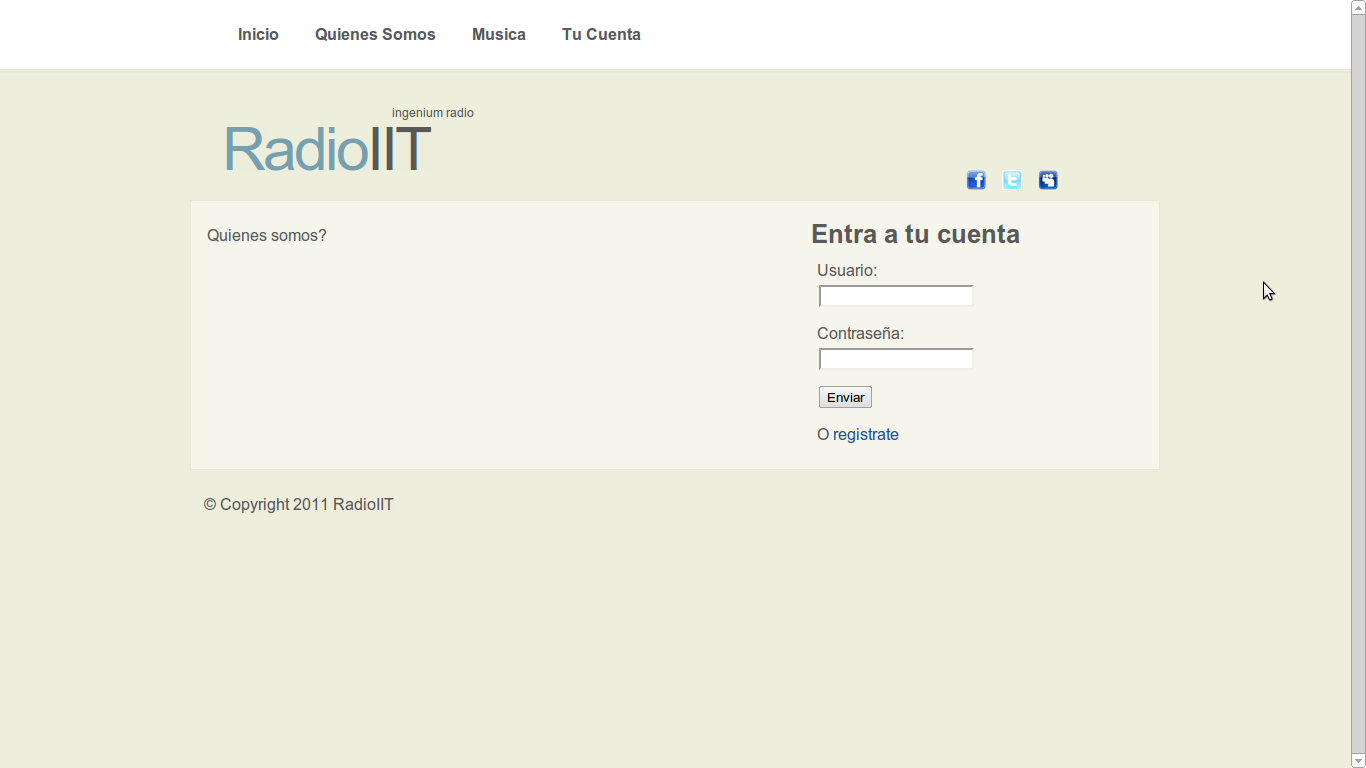 Inicio Quienes Somos Musica Tu Cuenta
ingenium radio
RadioIIT
Quienes somos?
Entra a tu cuenta
Usuario:
Contraseña:
Enviar
O registrate
© Copyright 2011 RadioIIT